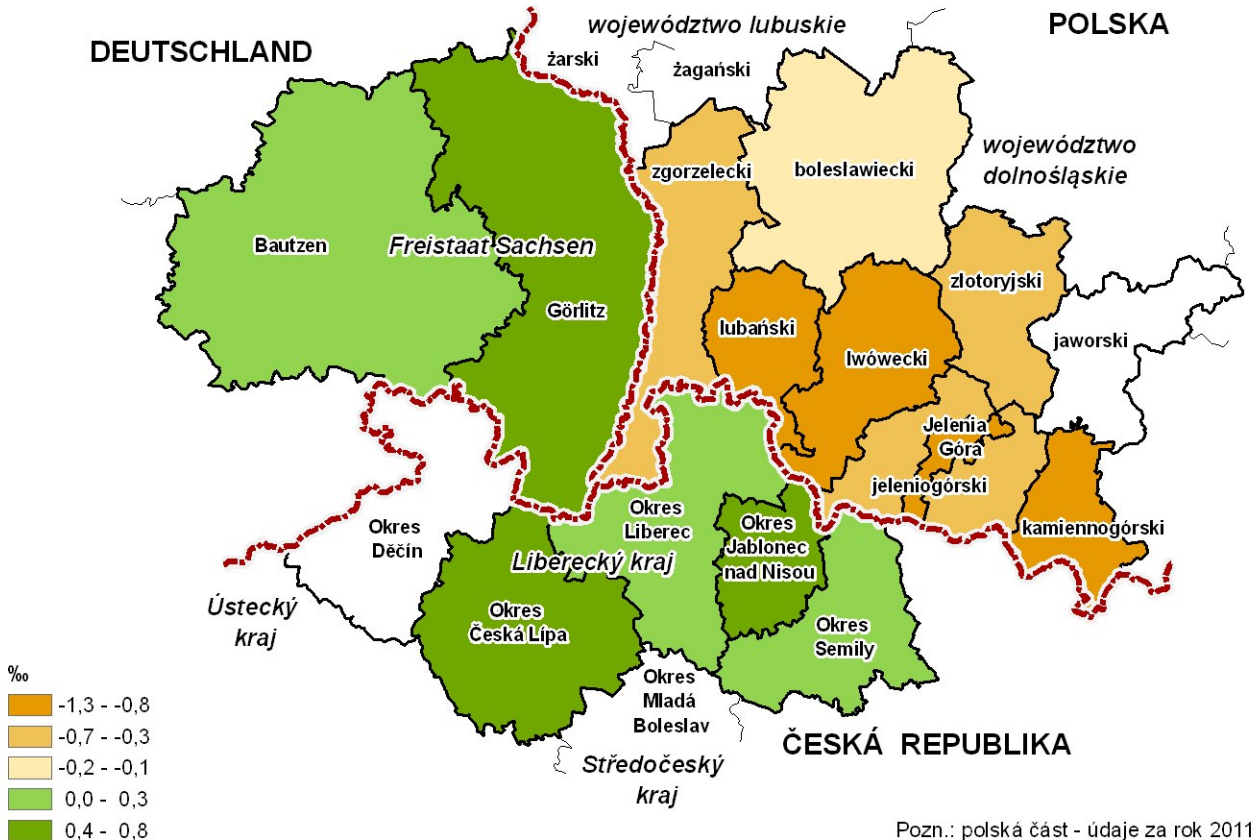 DEUTSCHLAND
województwo lubuskie
POLSKA
żarski
żagański
województwo
dolnośląskie
zgorzelecki
boleslawiecki
Bautzen
Freistaat Sachsen
Görlitz
zlotoryjski
lubański
lwówecki
jaworski
Jelenia
Góra
jeleniogórski
kamiennogórski
Okres
Děčín
Okres
Liberec
Okres
Jablonec
nad Nisou
Liberecký kraj
Ústecký
kraj
Okres
Česká Lípa
Okres
Semily
Okres
Mladá
Boleslav
ČESKÁ REPUBLIKA
Středočeský
kraj
‰
-1,3 - -0,8
-0,7 - -0,3
-0,2 - -0,1
0,0 - 0,3
0,4 - 0,8
Pozn.: polská část - údaje za rok 2011